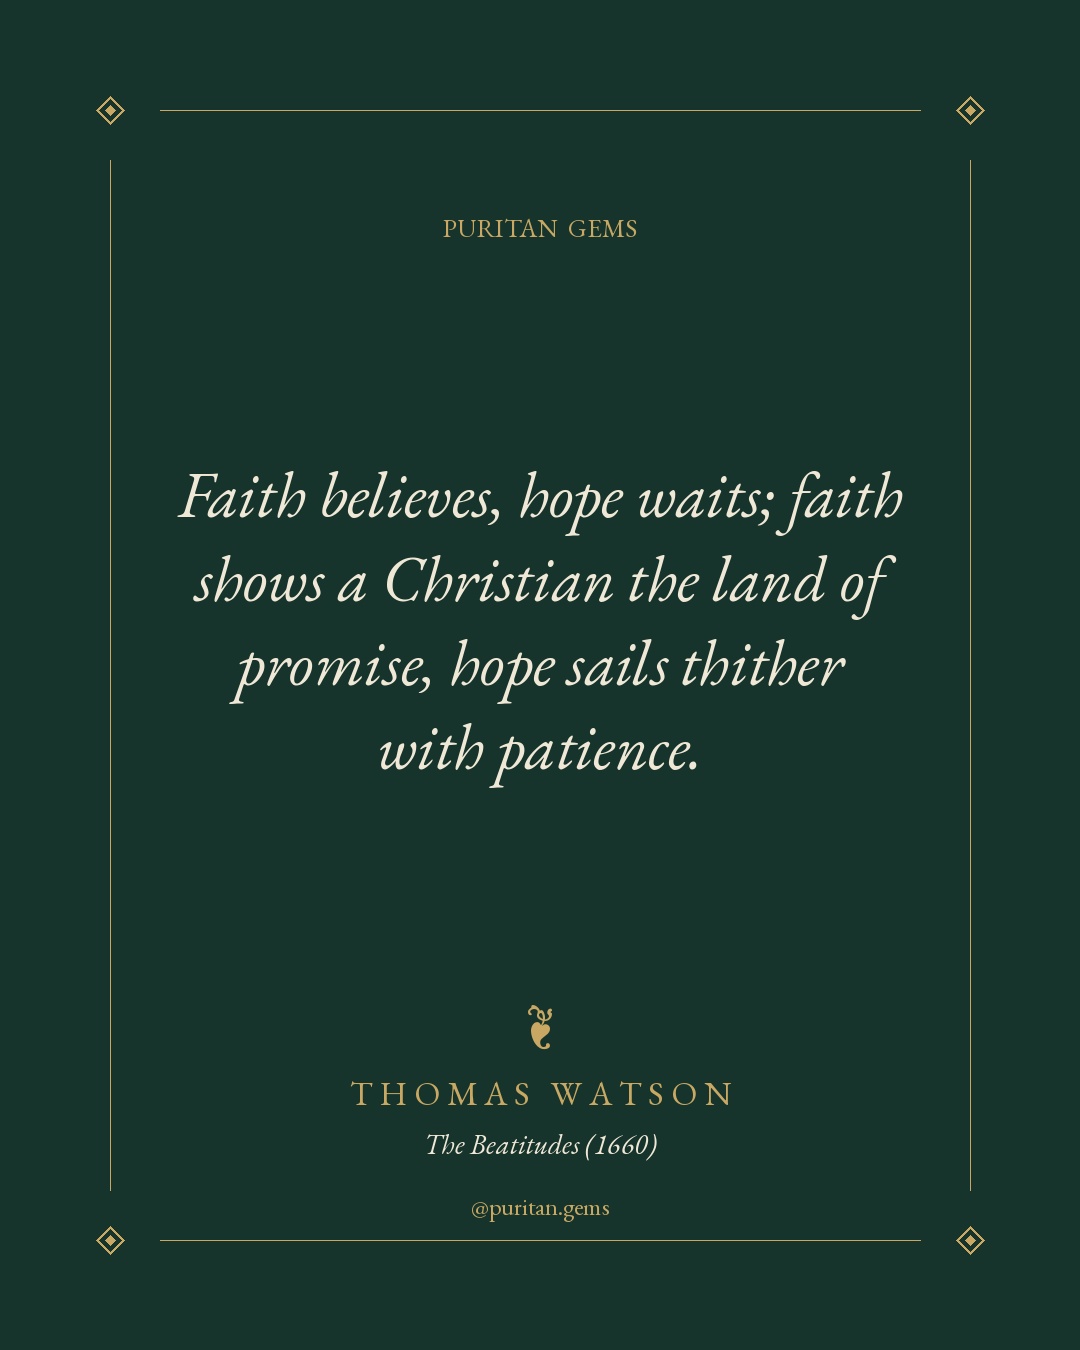 PURITAN GEMS
Faith believes, hope waits; faith
shows a Christian the land of
promise, hope sails thither
with patience.
THOMAS WATSON
The Beatitudes (1660)
@puritan.gems